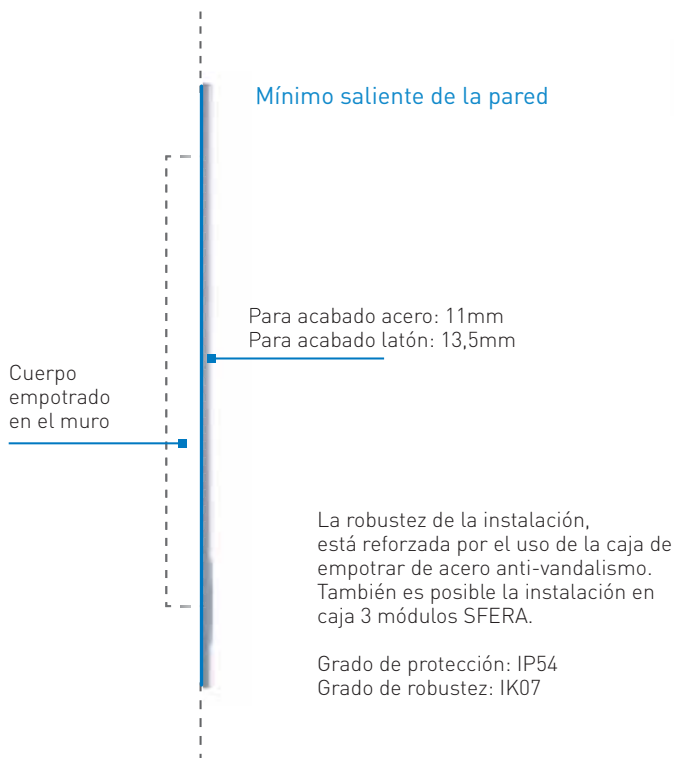 Mínimo saliente de la pared
Para acabado acero: 11mm
Para acabado latón: 13,5mm
Cuerpo
empotrado
en el muro
La robustez de la instalación,
está reforzada por el uso de la caja de
empotrar de acero anti-vandalismo.
También es posible la instalación en
caja 3 módulos SFERA.
Grado de protección: IP54
Grado de robustez: IK07